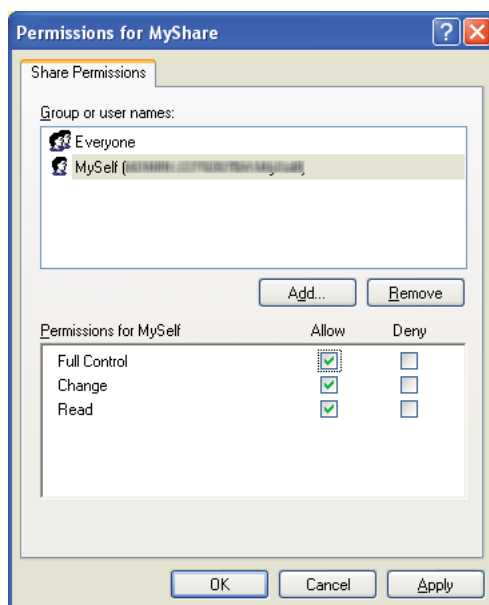 Permissions for MyShare
Share Permissions
Group or user names:
Everyone
MySelf (
Add... Remove
Permissions for MySelf Allow Deny
Full Control
Change
Read
OK Cancel Apply